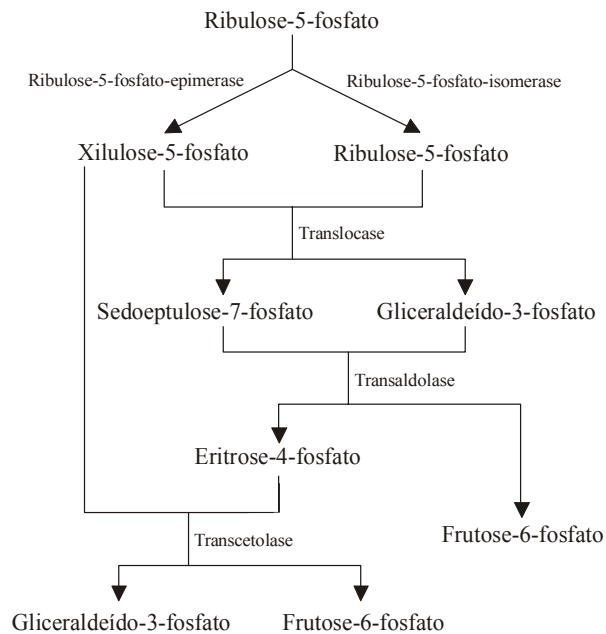 Ribulose-5-fosfato
Ribulose-5-fosfato-epimerase
Ribulose-5-fosfato-isomerase
Xilulose-5-fosfato
Ribulose-5-fosfato
Translocase
Sedoeptulose-7-fosfato
Gliceraldeído-3-fosfato
Transaldolase
Eritrose-4-fosfato
Frutose-6-fosfato
Transcetolase
Gliceraldeído-3-fosfato
Frutose-6-fosfato